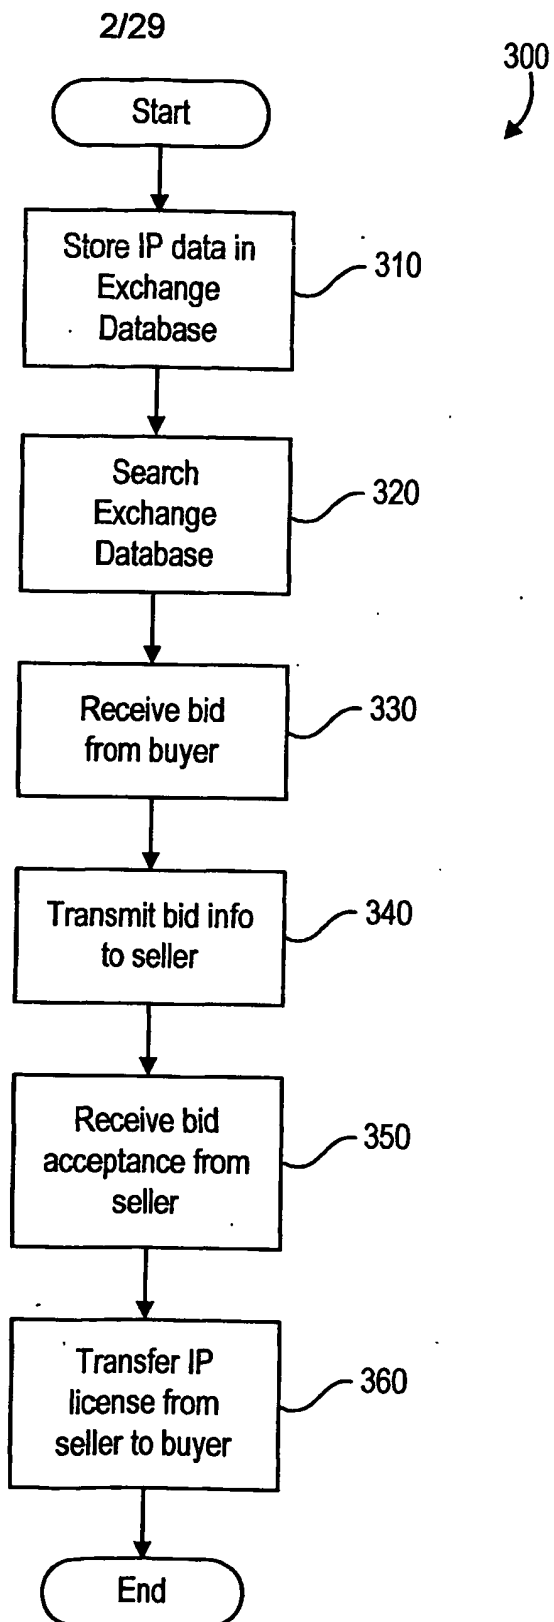 2/29
300
Start
Store IP data in
Exchange
Database
310
Search
Exchange
Database
320
Receive bid
from buyer
330
Transmit bid info
to seller
340
Receive bid
acceptance from
seller
350
Transfer IP
license from
seller to buyer
360
End